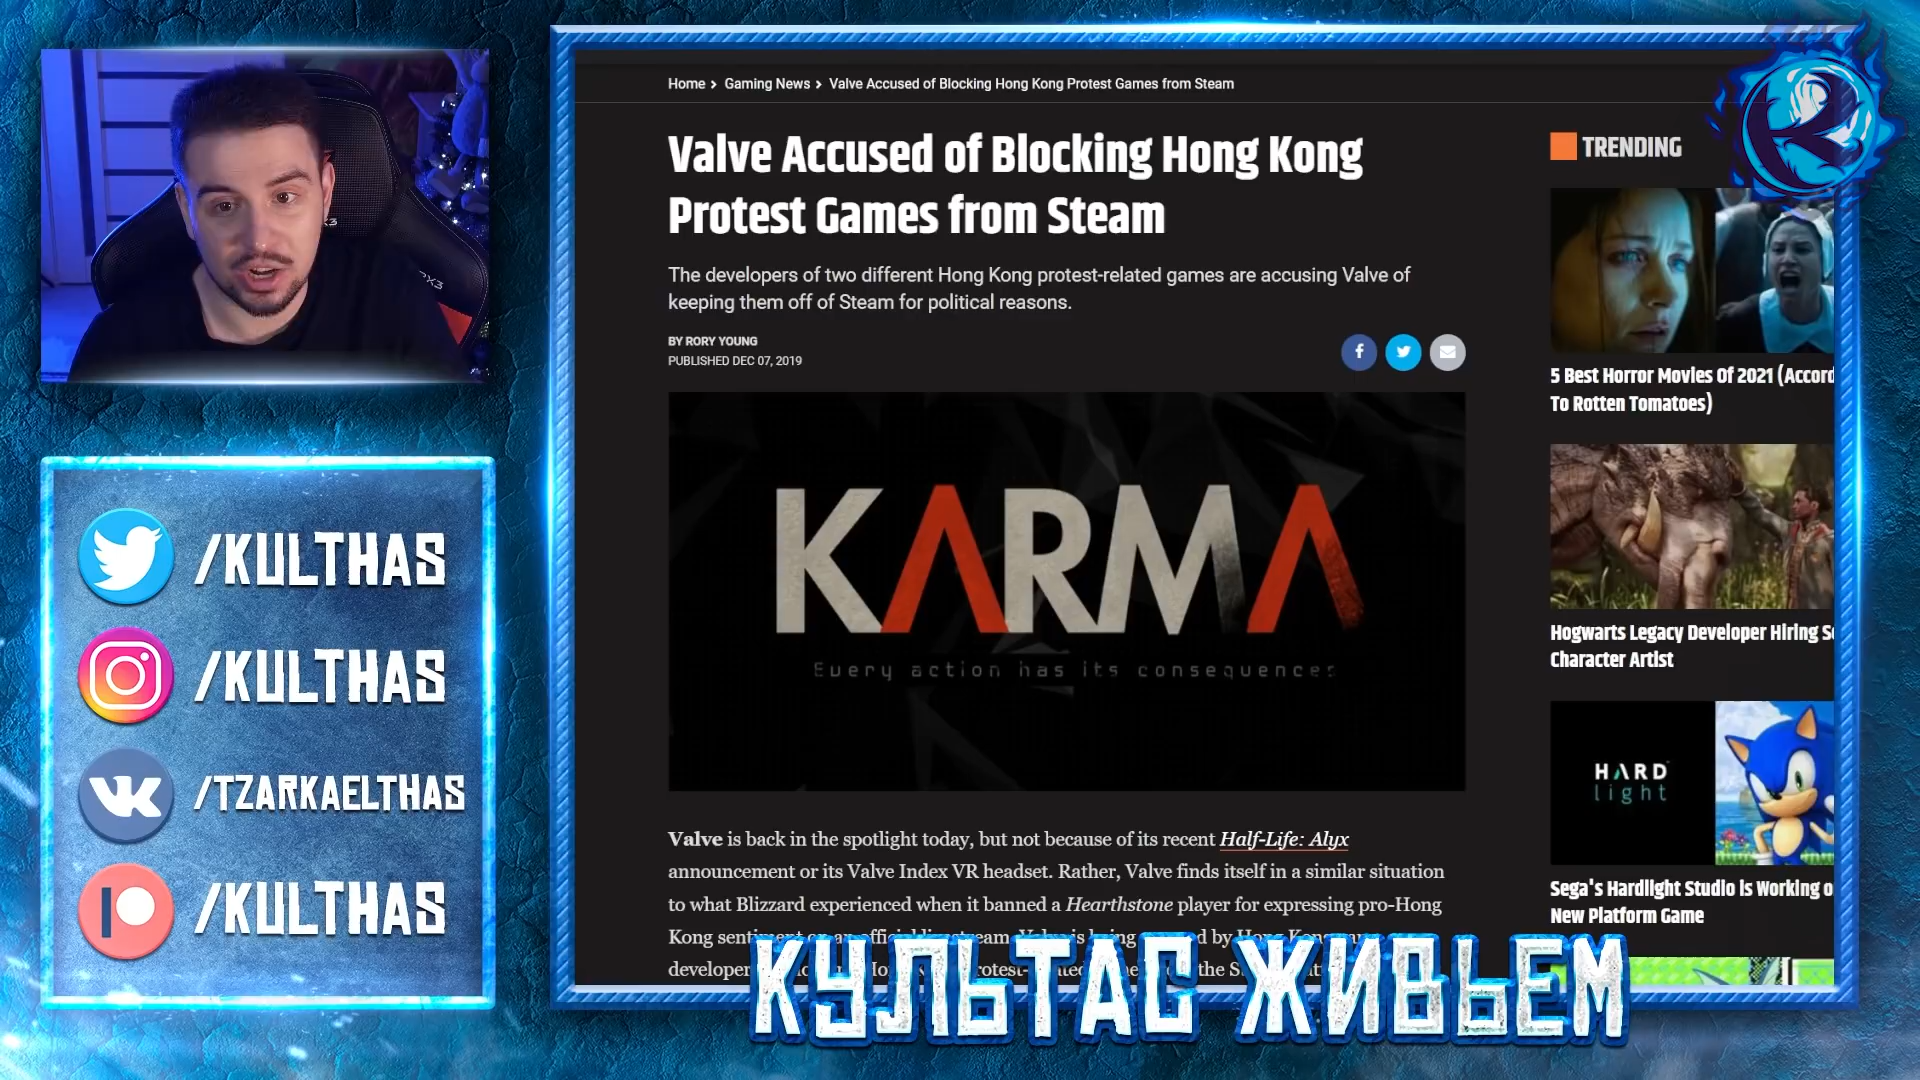 Home > Gaming News > Valve Accused of Blocking Hong Kong Protest Games from Steam
Valve Accused of Blocking Hong Kong
Protest Games from Steam
The developers of two different Hong Kong protest-related games are accusing Valve of
keeping them off of Steam for political reasons.
BY RORY YOUNG
PUBLISHED DEC 07, 2019
KARMA
Every action has its consequences
Valve is back in the spotlight today, but not because of its recent Half-Life: Alyx
announcement or its Valve Index VR headset. Rather, Valve finds itself in a similar situation
to what Blizzard experienced when it banned a Hearthstone player for expressing pro-Hong
Kong
developer
TRENDING
5 Best Horror Movies Of 2021 (Accord
To Rotten Tomatoes)
Hogwarts Legacy Developer Hiring
Character Artist
HARD
light
Sega's Hardlight Studio is Working
New Platform Game
/KULTHAS
/KULTHAS
/TZARKAELTHAS
/KULTHAS
КУЛЬТАС ЖИВЬЕМ